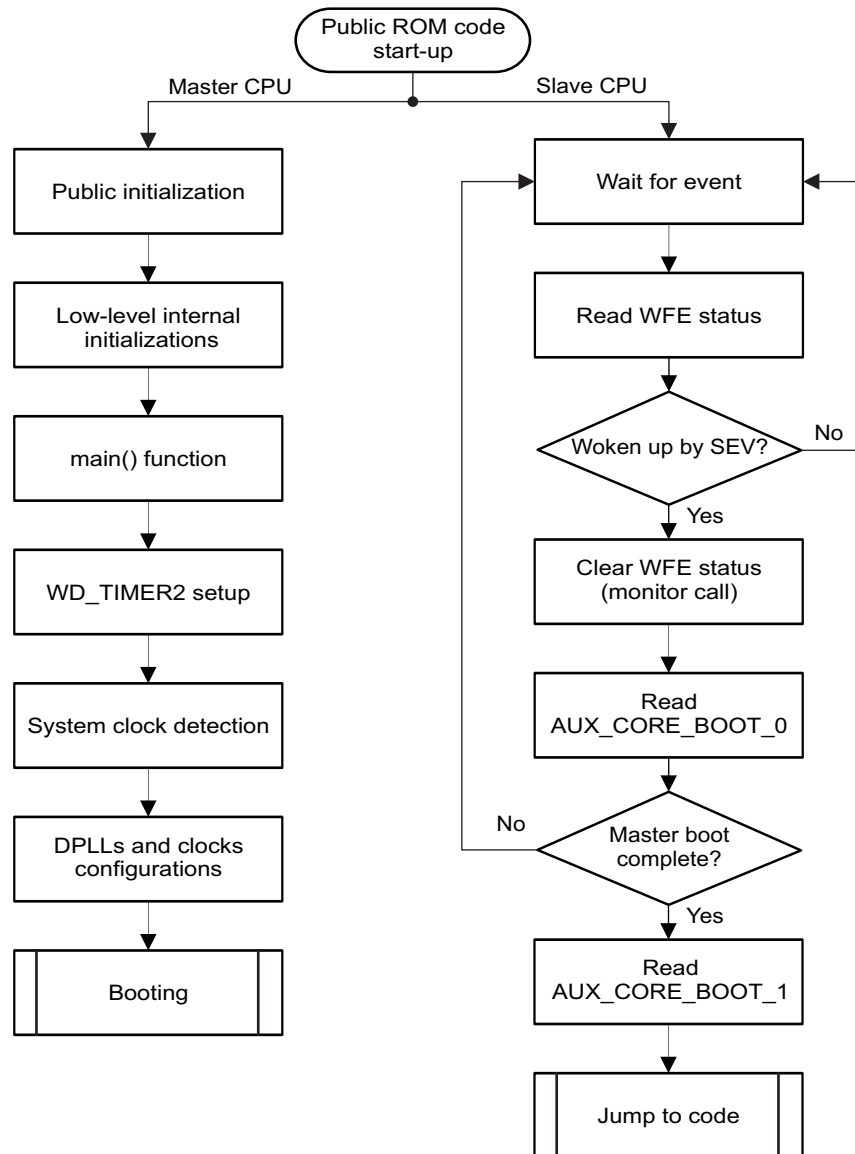 Public ROM code
start-up
Master CPU
Slave CPU
Public initialization
Low-level internal
initializations
main() function
WD_TIMER2 setup
System clock detection
DPLLs and clocks
configurations
Booting
Wait for event
Read WFE status
Woken up by SEV?
No
Yes
Clear WFE status
(monitor call)
Read
AUX_CORE_BOOT_0
Master boot
complete?
No
Yes
Read
AUX_CORE_BOOT_1
Jump to code